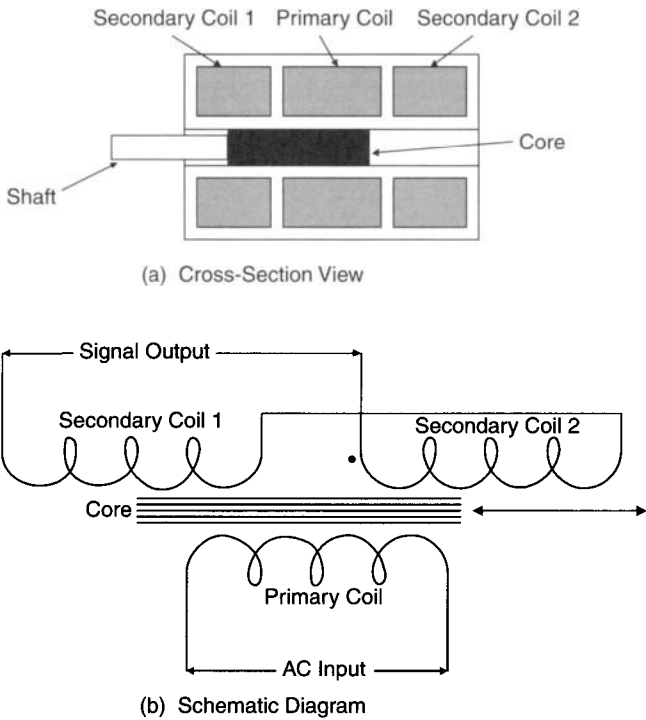 Secondary Coil 1 Primary Coil Secondary Coil 2
Core
Shaft
(a) Cross-Section View
Signal Output
Secondary Coil 1
Secondary Coil 2
Core
Primary Coil
AC Input
(b) Schematic Diagram